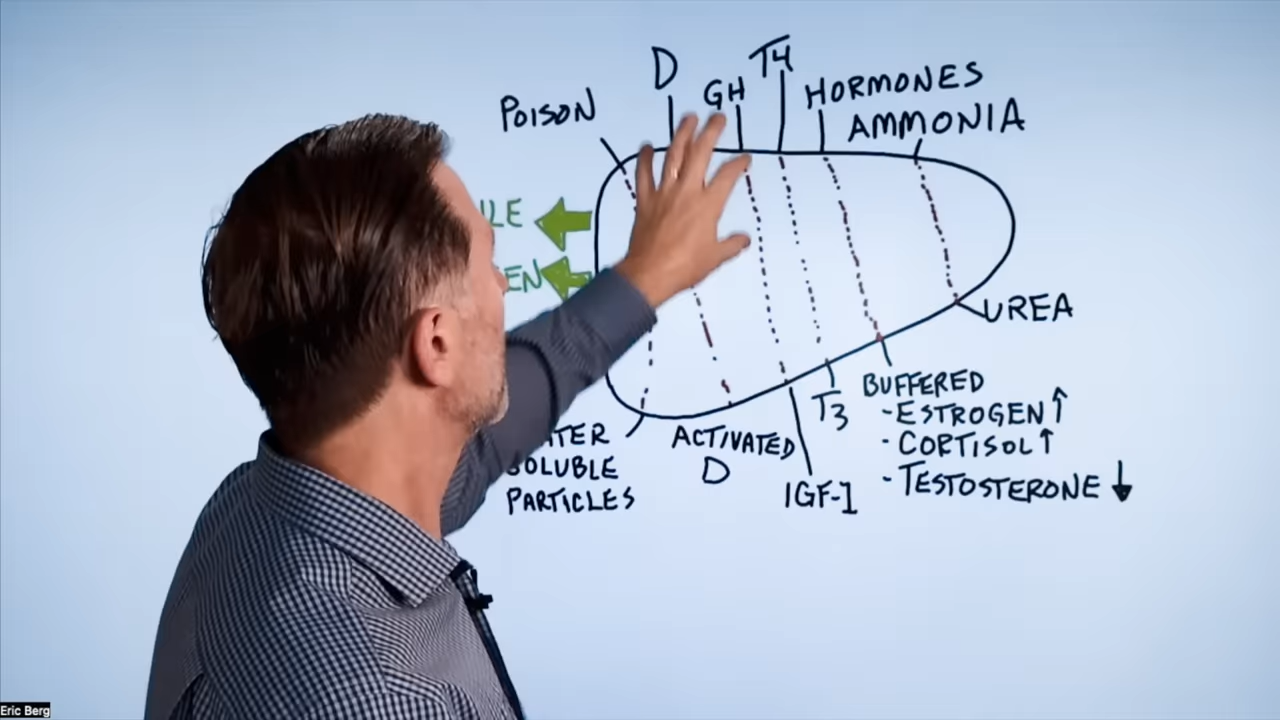 D
T4
POISON
GH
HORMONES
AMMONIA
UREA
ACTIVATED
D
T3
IGF-1
BUFFERED
-ESTROGEN↑
-CORTISOL↑
-TESTOSTERONE↓
SOLUBLE
PARTICLES
Eric Berg